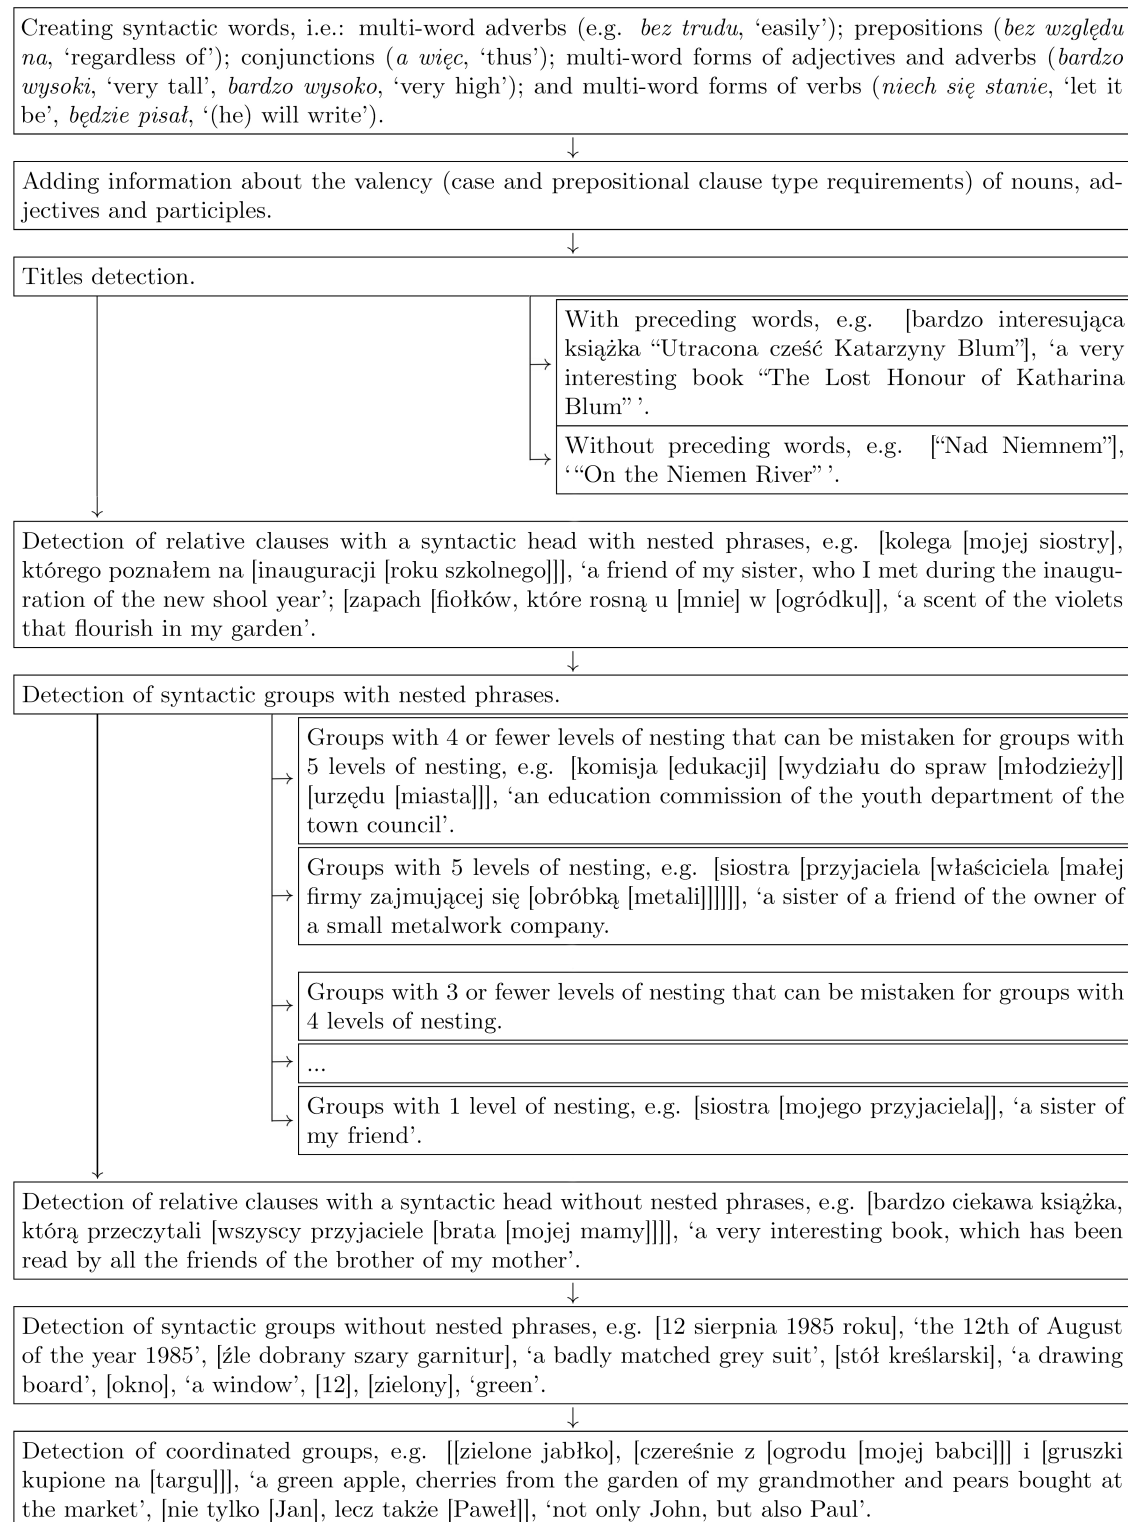 Creating syntactic words, i.e.: multi-word adverbs (e.g. bez trudu, ‘easily’); prepositions (bez względu
na, ‘regardless of’); conjunctions (a więc, ‘thus’); multi-word forms of adjectives and adverbs (bardzo
wysoki, ‘very tall’, bardzo wysoko, ‘very high’); and multi-word forms of verbs (niech się stanie, ‘let it
be’, będzie pisał, ‘(he) will write’).
↓
Adding information about the valency (case and prepositional clause type requirements) of nouns, ad-
jectives and participles.
↓
Titles detection.
With preceding words, e.g. [bardzo interesująca
książka “Utracona cześć Katarzyny Blum”], ‘a very
interesting book “The Lost Honour of Katharina
Blum” ’.
Without preceding words, e.g. [“Nad Niemnem”],
‘ “On the Niemen River” ’.
Detection of relative clauses with a syntactic head with nested phrases, e.g. [kolega [mojej siostry],
którego poznałem na [inauguracji [roku szkolnego]]], ‘a friend of my sister, who I met during the inaugu-
ration of the new shool year’; [zapach [fiołków, które rosną u [mnie] w [ogródku]], ‘a scent of the violets
that flourish in my garden’.
↓
Detection of syntactic groups with nested phrases.
Groups with 4 or fewer levels of nesting that can be mistaken for groups with
5 levels of nesting, e.g. [komisja [edukacji] [wydziału do spraw [młodzieży]]
[urzędu [miasta]]], ‘an education commission of the youth department of the
town council’.
Groups with 5 levels of nesting, e.g. [siostra [przyjaciela [właściciela [małej
firmy zajmującej się [obróbką [metali]]]]]], ‘a sister of a friend of the owner of
a small metalwork company.
Groups with 3 or fewer levels of nesting that can be mistaken for groups with
4 levels of nesting.
...
Groups with 1 level of nesting, e.g. [siostra [mojego przyjaciela]], ‘a sister of
my friend’.
Detection of relative clauses with a syntactic head without nested phrases, e.g. [bardzo ciekawa książka,
którą przeczytali [wszyscy przyjaciele [brata [mojej mamy]]]], ‘a very interesting book, which has been
read by all the friends of the brother of my mother’.
↓
Detection of syntactic groups without nested phrases, e.g. [12 sierpnia 1985 roku], ‘the 12th of August
of the year 1985’, [źle dobrany szary garnitur], ‘a badly matched grey suit’, [stół kreślarski], ‘a drawing
board’, [okno], ‘a window’, [12], [zielony], ‘green’.
↓
Detection of coordinated groups, e.g. [[zielone jabłko], [czereśnie z [ogrodu [mojej babci]]] i [gruszki
kupione na [targu]]], ‘a green apple, cherries from the garden of my grandmother and pears bought at
the market’, [nie tylko [Jan], lecz także [Paweł]], ‘not only John, but also Paul’.